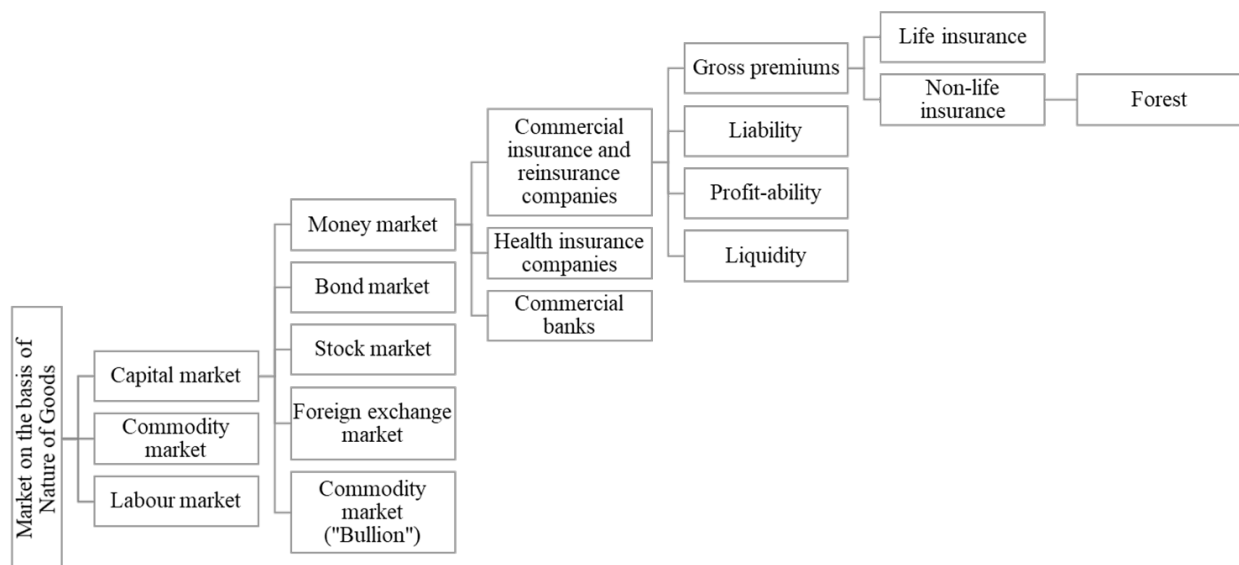 Market on the basis of
Nature of Goods
Capital market
Commodity
market
Labour market
Money market
Bond market
Stock market
Foreign exchange
market
Commodity
market
("Bullion")
Commercial
insurance and
reinsurance
companies
Health insurance
companies
Commercial
banks
Gross premiums
Liability
Profit-ability
Liquidity
Life insurance
Non-life
insurance
Forest